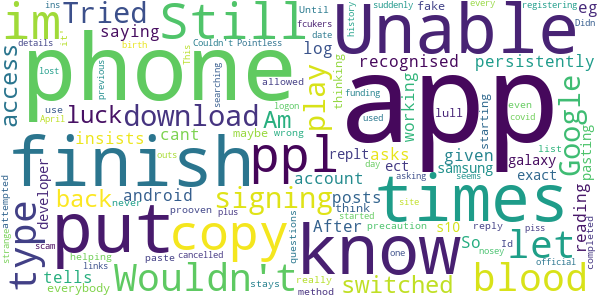 im
Tried
Still
Unable
Until
fake
suddenly
every
registering
ins
history
fcukers
eg
Didn
saying
Couldn't Pointless
log
recognised
persistently
it'
details
birth
date
This
phone
play
thinking
app
Google
access
lost
previous
searching
allowed
working
pasting
April
use
luck
download
Am
logon
funding
used
lull
even
covid
list
starting
finish
ppl
cant
maybe
wrong
replt
asks
given
samsung
galaxy
exact
insists
day
ect
seems
outs
account
asking
times
reading
type
developer
back
android
signing
posts
think
s10
never
prooven
plus
After
started
site
reply
piss
let
attempted
strange
put
copy
questions
know
precaution
So
Id
official
completed
scam
helping
links
paste
cancelled
really
one
nosey
tells
everybody
stays
method
Wouldn't
switched
blood